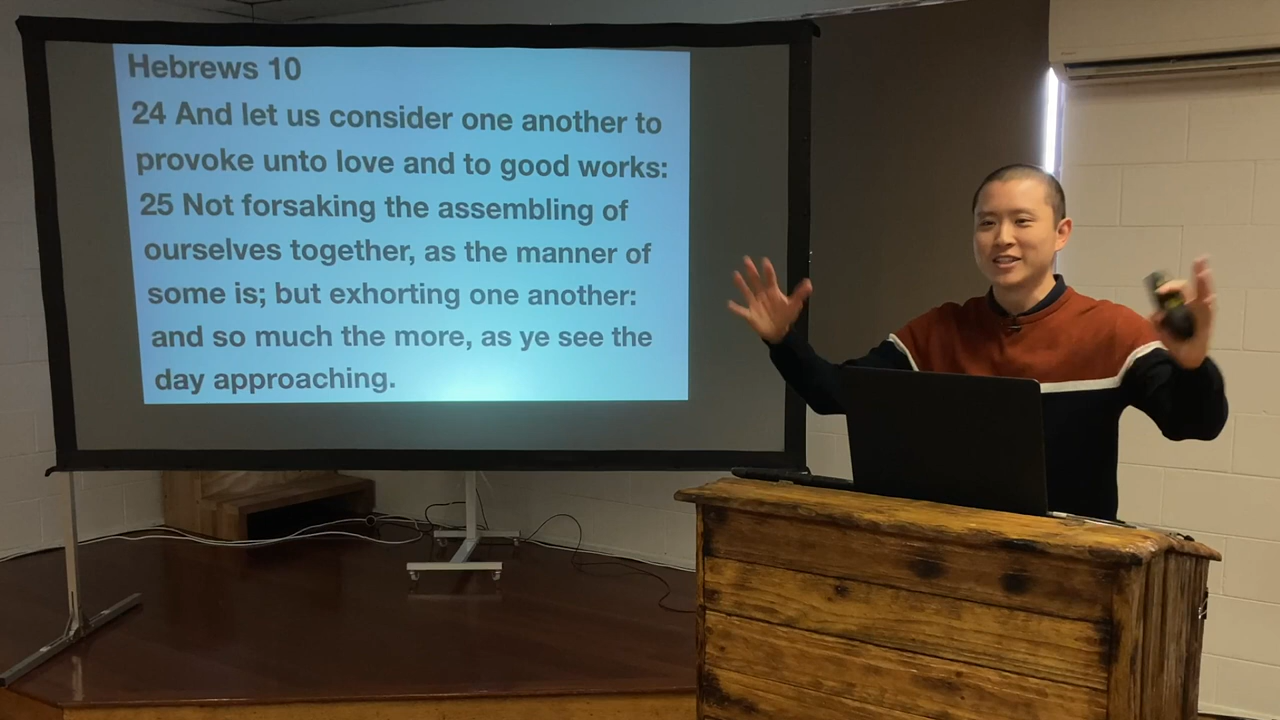 Hebrews 10
24 And let us consider one another to
provoke unto love and to good works:
25 Not forsaking the assembling of
ourselves together, as the manner of
some is; but exhorting one another:
and so much the more, as ye see the
day approaching.